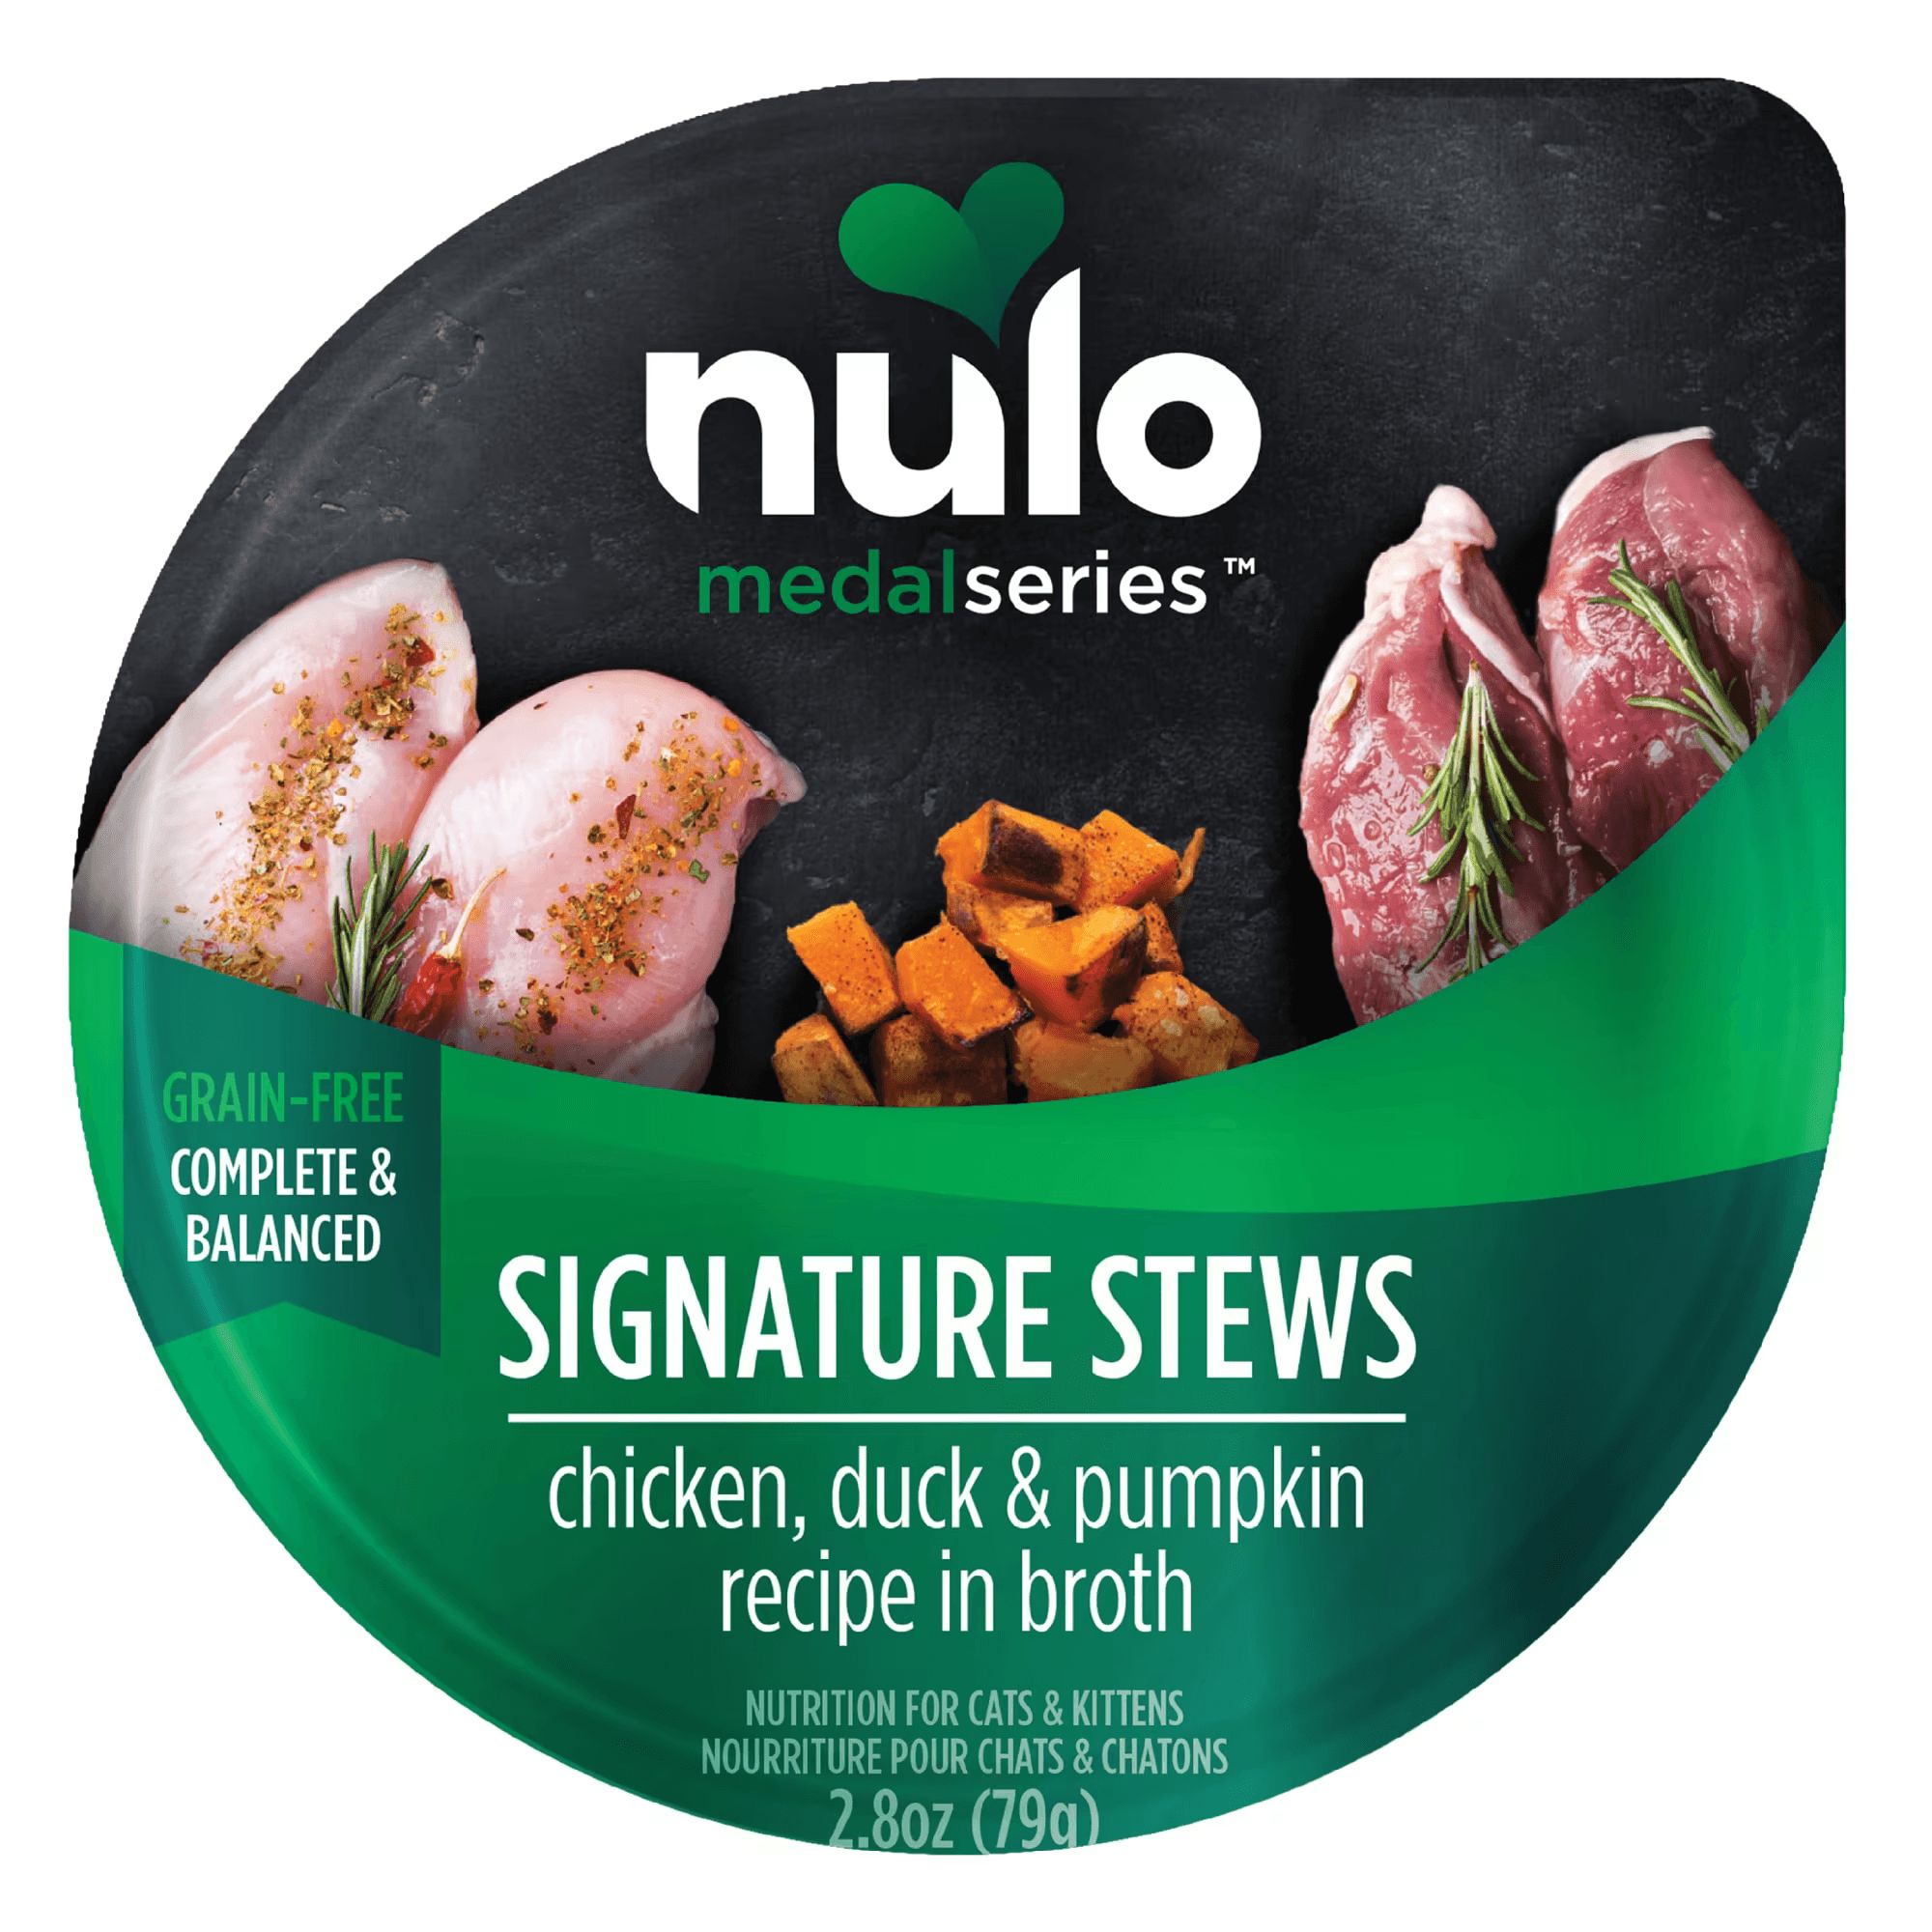 nulo
medalseries™
GRAIN-FREE
COMPLETE &
BALANCED
SIGNATURE STEWS
chicken, duck & pumpkin
recipe in broth
NUTRITION FOR CATS & KITTENS
NOURRITURE POUR CHATS & CHATONS
2.8oz (79g)